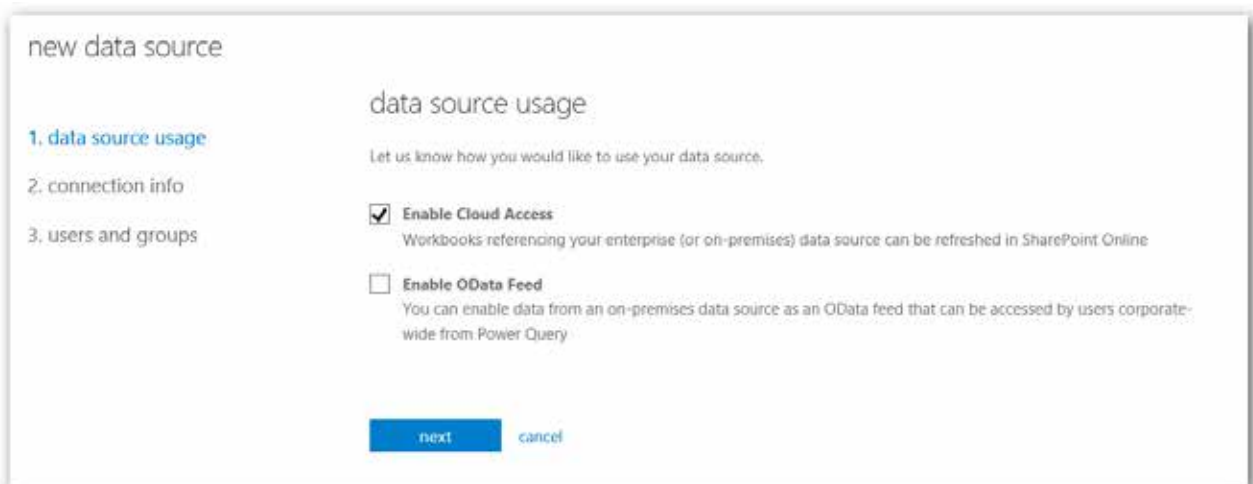 new data source
1. data source usage
2. connection info
3. users and groups
data source usage
Let us know how you would like to use your data source.
Enable Cloud Access
Workbooks referencing your enterprise (or on-premises) data source can be refreshed in SharePoint Online
Enable OData Feed
You can enable data from an on-premises data source as an OData feed that can be accessed by users corporate-
wide from Power Query
next cancel